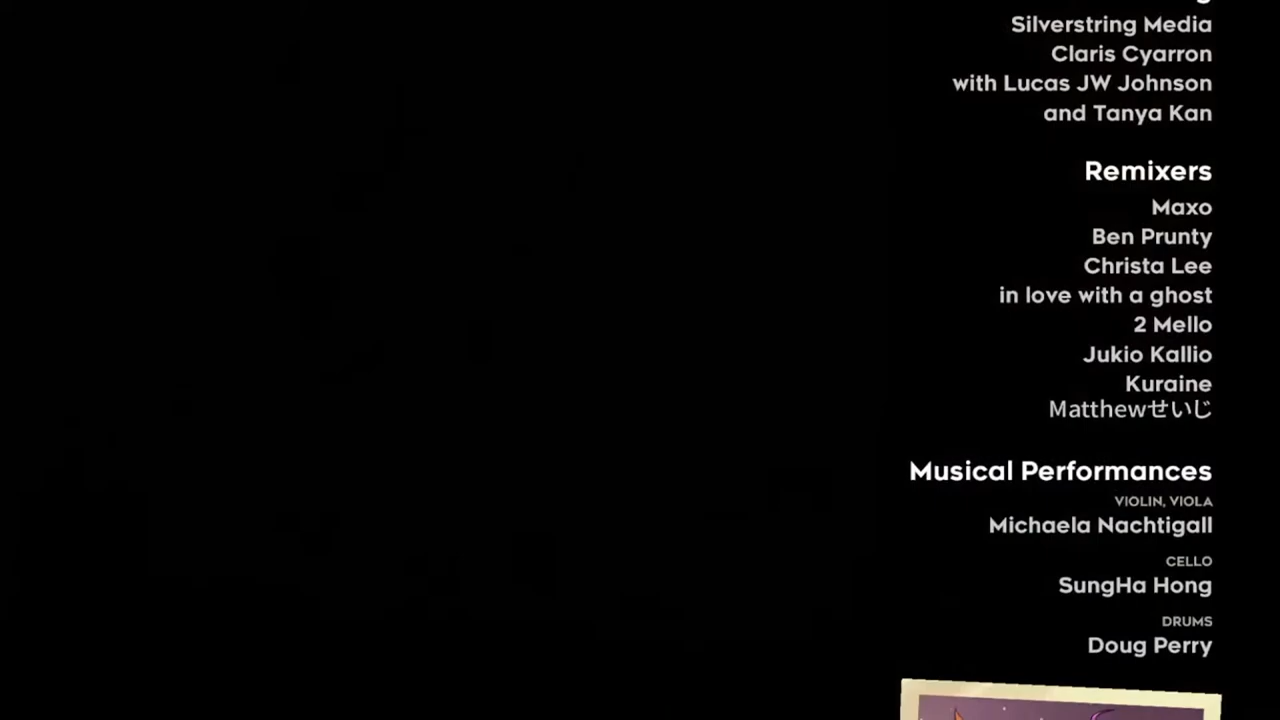 Silverstring Media
Claris Cyarron
with Lucas JW Johnson
and Tanya Kan
Remixers
Maxo
Ben Prunty
Christa Lee
in love with a ghost
2 Mello
Jukio Kallio
Kuraine
Matthewせいじ
Musical Performances
VIOLIN, VIOLA
Michaela Nachtigall
CELLO
SungHa Hong
DRUMS
Doug Perry